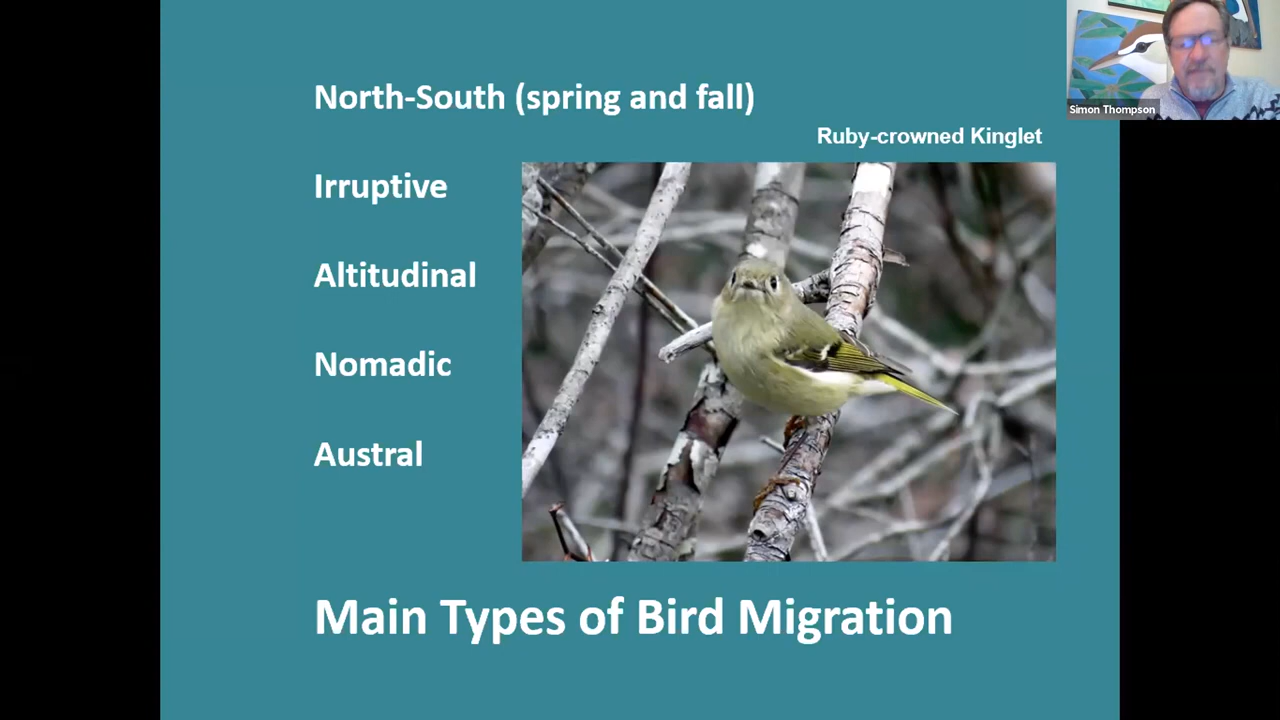 North-South (spring and fall)
Simon Thompson
Ruby-crowned Kinglet
Irruptive
Altitudinal
Nomadic
Austral
Main Types of Bird Migration